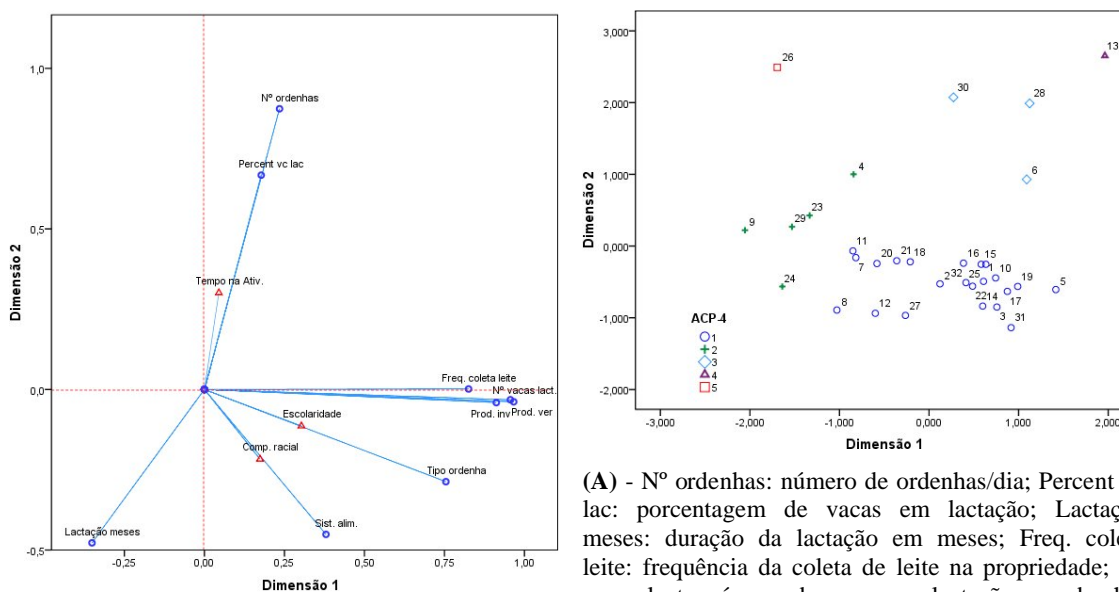 1,0
0,5
0,0
-0,5
-0,25
0,00
0,25
0,50
0,75
1,00
Dimensão 2
Dimensão 1
Nº ordenhas
Percent vc lac
Tempo na Ativ.
Freq. coleta leite
Nº vacas lact.
Prod. inv
Prod. ver
Escolaridade
Comp. racial
Tipo ordenha
Sist. alim.
Lactação meses
3,000
2,000
1,000
0,000
-1,000
-2,000
-3,000
-2,000
-1,000
0,000
1,000
2,000
Dimensão 2
Dimensão 1
26
13
30
28
6
4
23
29
9
24
11
7
20
21
18
8
12
27
16
15
2
32
25
1
10
19
5
22
14
17
3
31
ACP-4
1
2
3
4
5
(A) - Nº ordenhas: número de ordenhas/dia; Percent
lac: porcentagem de vacas em lactação; Lactaç
meses: duração da lactação em meses; Freq. cole
leite: frequência da coleta de leite na propriedade;